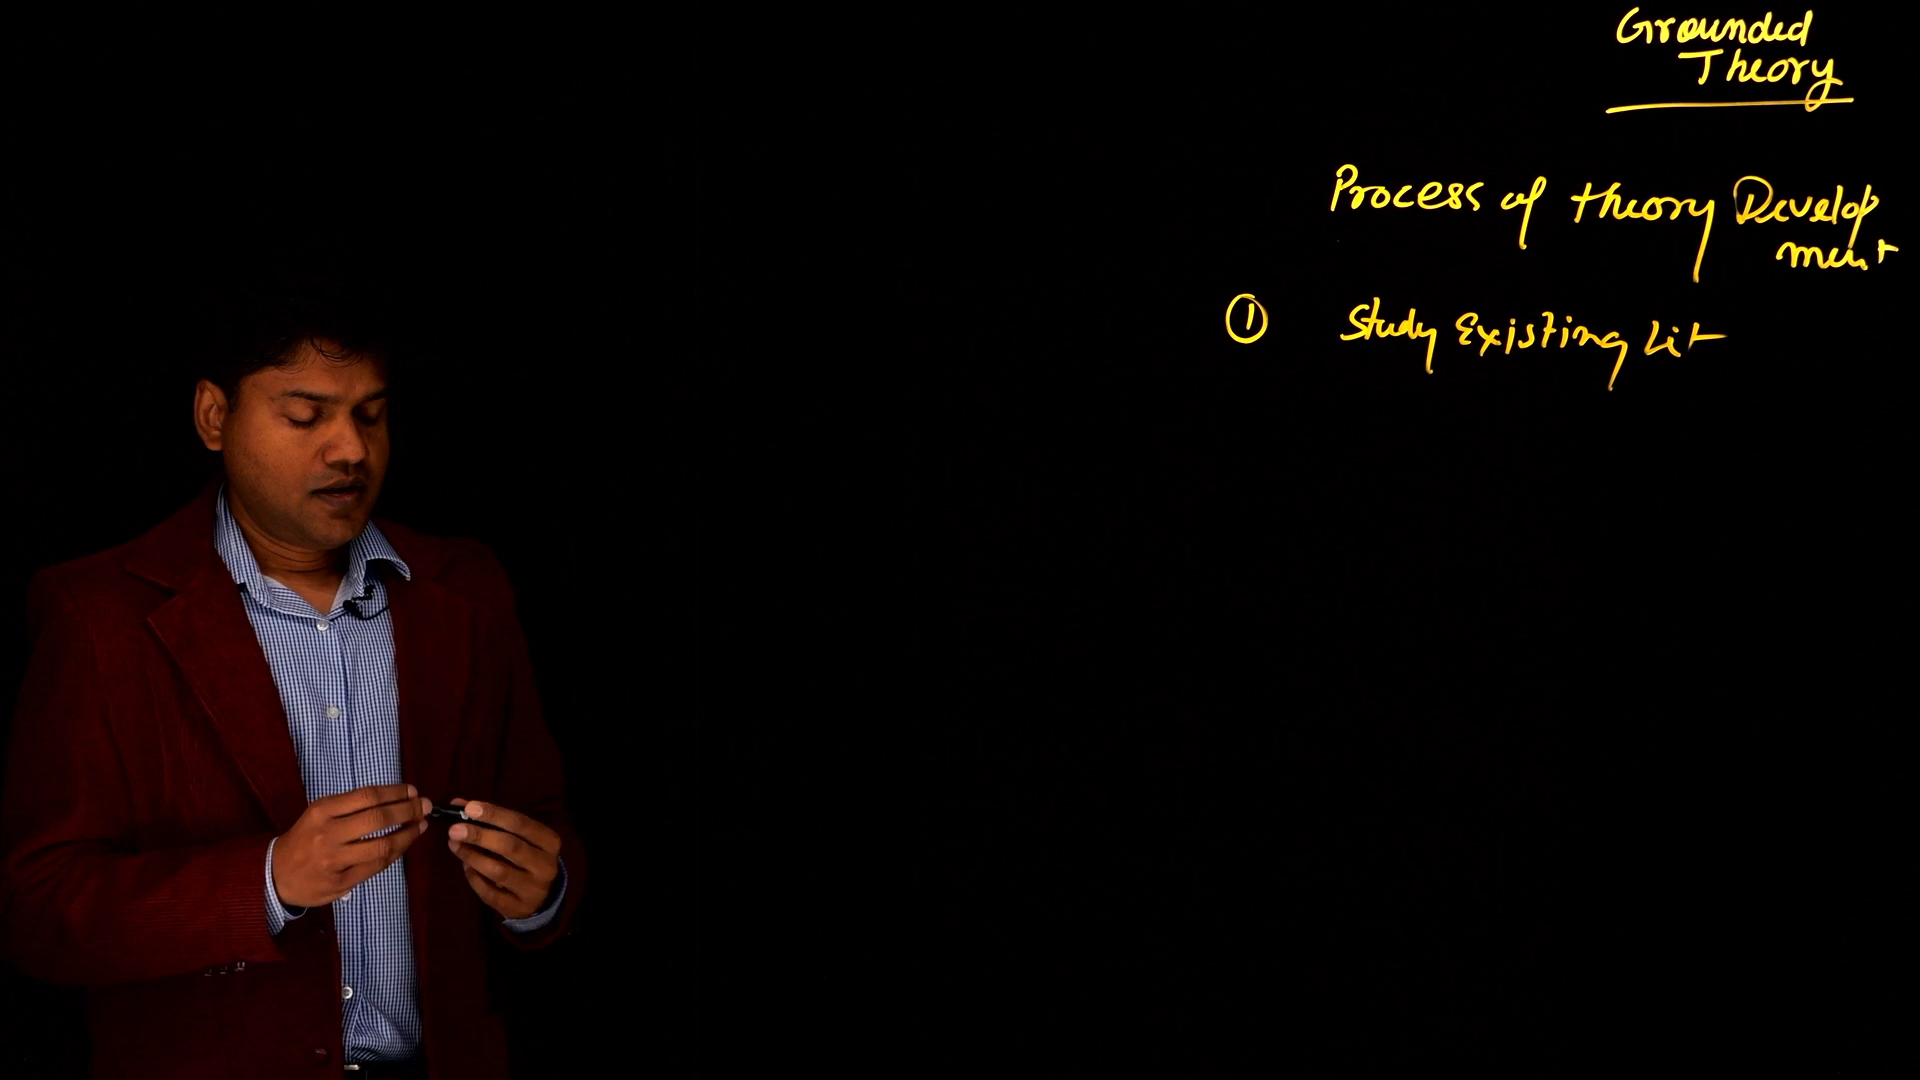 Grounded
Theory
Process of theory Develop
ment
① Study Existing Lit